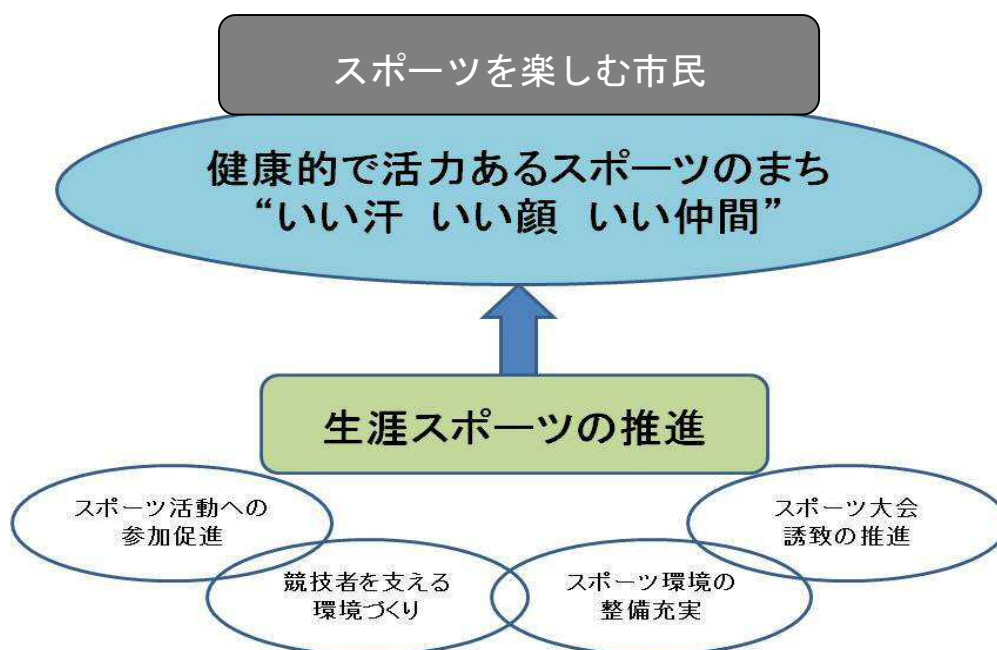 スポーツを楽しむ市民
健康的で活力あるスポーツのまち
“いい汗 いい顔 いい仲間”
生涯スポーツの推進
スポーツ活動への
参加促進
競技者を支える
環境づくり
スポーツ環境の
整備充実
スポーツ大会
誘致の推進